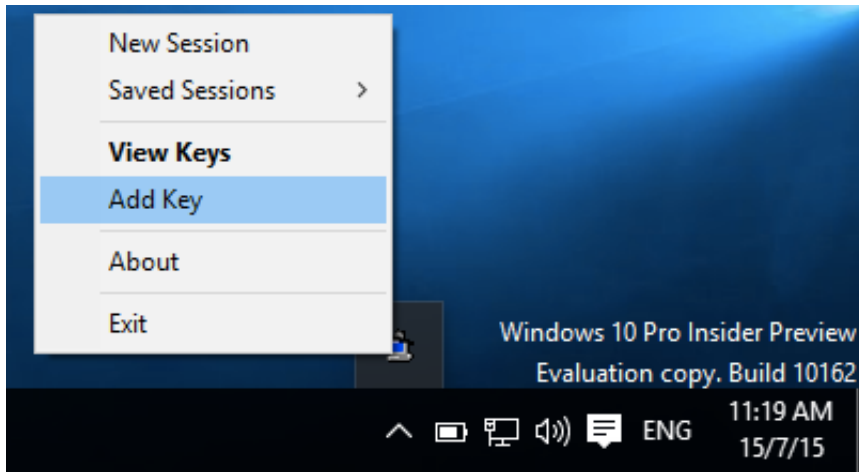 New Session
Saved Sessions
View Keys
Add Key
About
Exit
Windows 10 Pro Insider Preview
Evaluation copy. Build 10162
ENG
11:19 AM
15/7/15